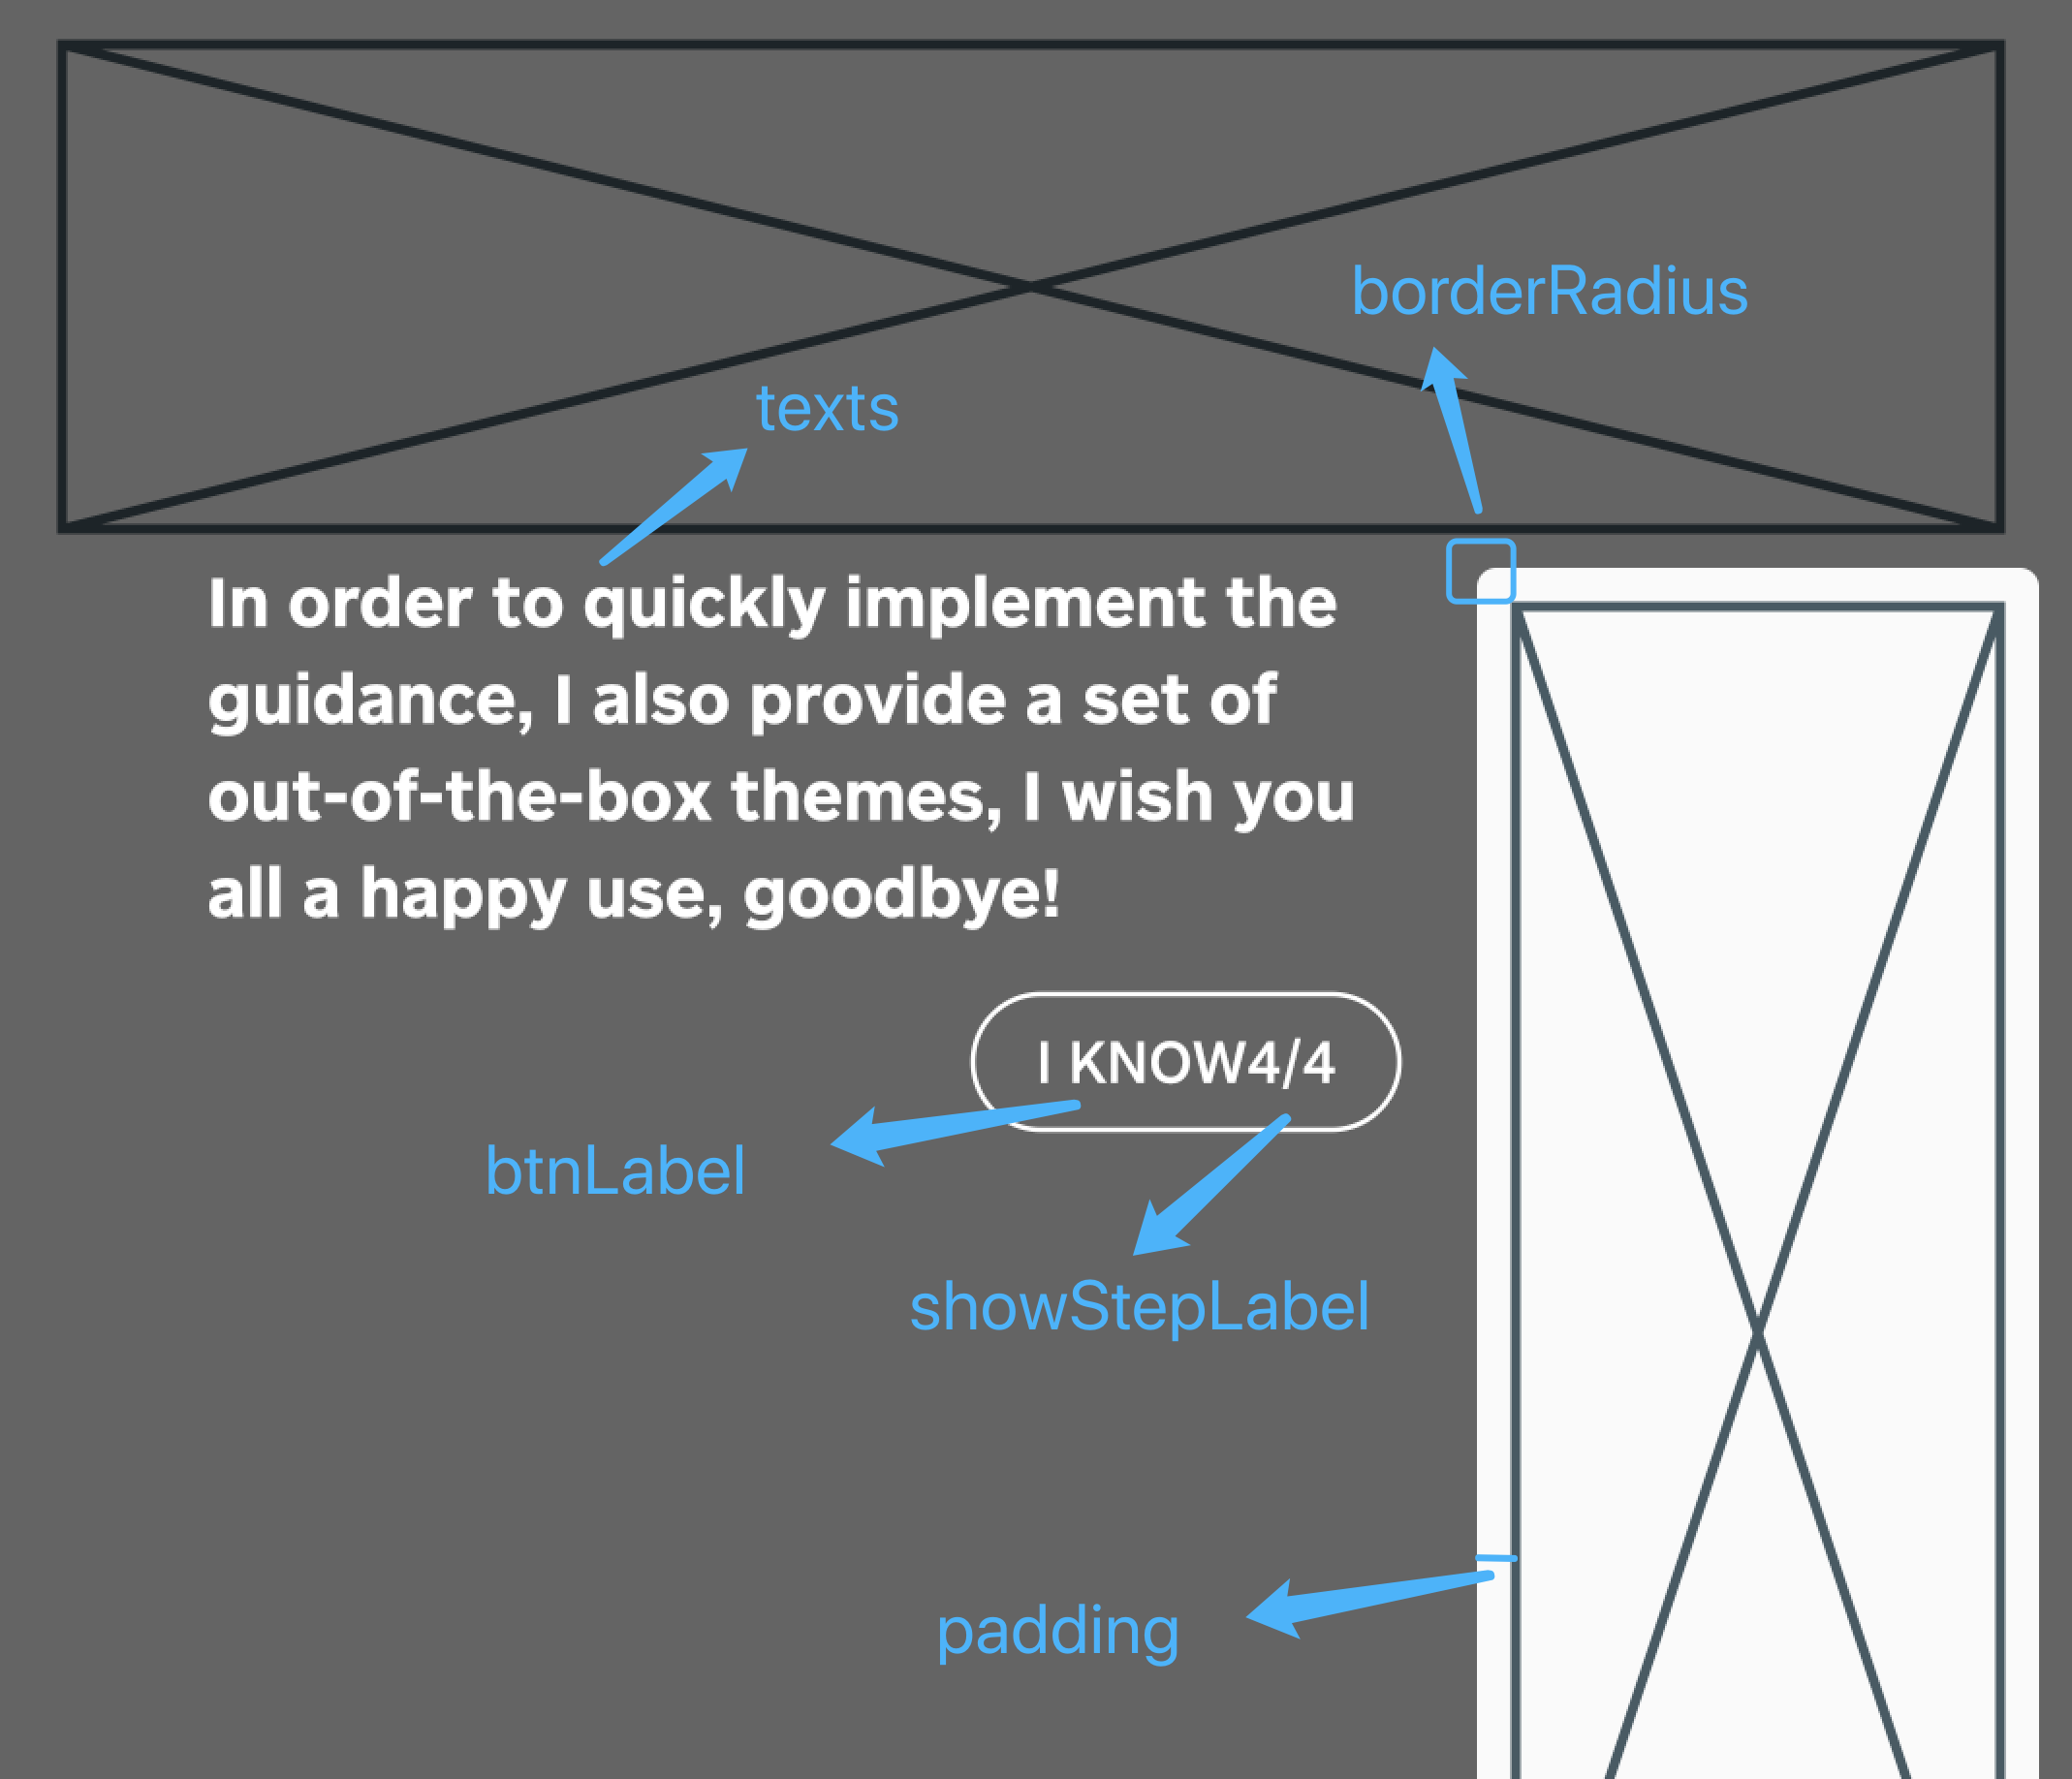 borderRadius
texts
In order to quickly implement the
guidance, I also provide a set of
out-of-the-box themes, I wish you
all a happy use, goodbye!
I KNOW4/4
btnLabel
showStepLabel
padding